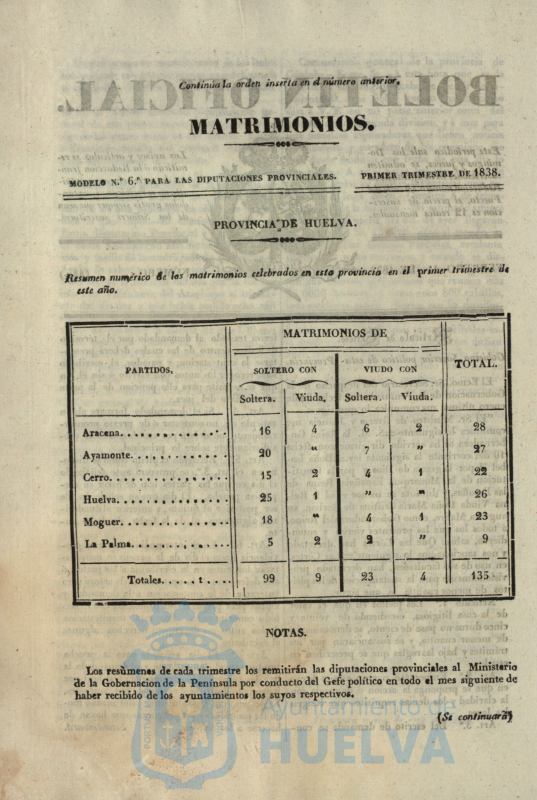 Continúa la orden inserta en el número anterior.
MATRIMONIOS.
MODELO N.º 6.º PARA LAS DIPUTACIONES PROVINCIALES. PRIMER TRIMESTRE DE 1838.
PROVINCIA DE HUELVA.
Resumen numérico de los matrimonios celebrados en esta provincia en el primer trimestre de
este año.
MATRIMONIOS DE
PARTIDOS. SOLTERO CON VIUDO CON TOTAL.
Soltera. Viuda. Soltera. Viuda.
Aracena. 16 4 6 2 28
Ayamonte. 20 " 7 " 27
Cerro. 15 2 4 1 22
Huelva. 25 1 " " 26
Moguer. 18 " 4 1 23
La Palma. 5 2 2 " 9
Totales. 99 9 23 4 135
NOTAS.
Los resùmenes de cada trimestre los remitirán las diputaciones provinciales al Ministerio
de la Gobernacion de la Península por conducto del Gefe político en todo el mes siguiente de
haber recibido de los ayuntamientos los suyos respectivos.
(Se continuará)
Ayuntamiento de
HUELVA